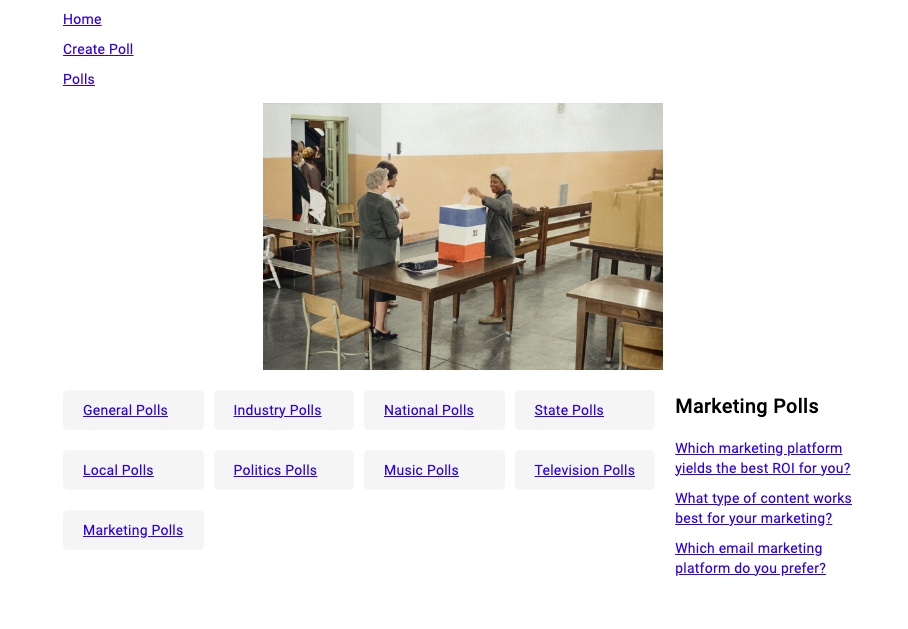 Home
Create Poll
Polls
General Polls
Industry Polls
National Polls
State Polls
Local Polls
Politics Polls
Music Polls
Television Polls
Marketing Polls
Marketing Polls
Which marketing platform
yields the best ROI for you?
What type of content works
best for your marketing?
Which email marketing
platform do you prefer?